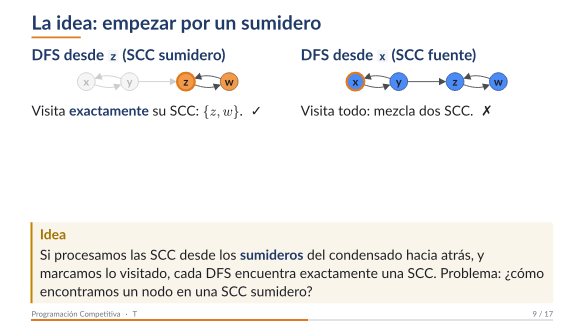 La idea: empezar por un sumidero
DFS desde z (SCC sumidero)
x y z w
Visita exactamente su SCC: {z, w}. ✓
DFS desde x (SCC fuente)
x y z w
Visita todo: mezcla dos SCC. ✗
Idea
Si procesamos las SCC desde los sumideros del condensado hacia atrás, y
marcamos lo visitado, cada DFS encuentra exactamente una SCC. Problema: ¿cómo
encontramos un nodo en una SCC sumidero?
Programación Competitiva · T
9 / 17